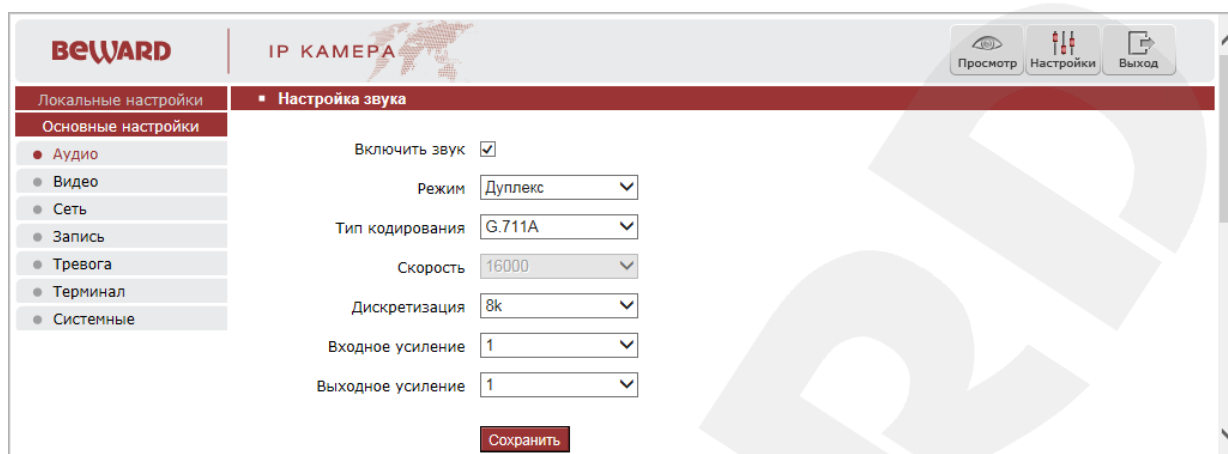 BEWARD
IP КАМЕРА
Просмотр
Настройки
Выход
Локальные настройки
Настройка звука
Основные настройки
Аудио
Видео
Сеть
Запись
Тревога
Терминал
Системные
Включить звук
Режим Дуплекс
Тип кодирования G.711A
Скорость 16000
Дискретизация 8k
Входное усиление 1
Выходное усиление 1
Сохранить
RD